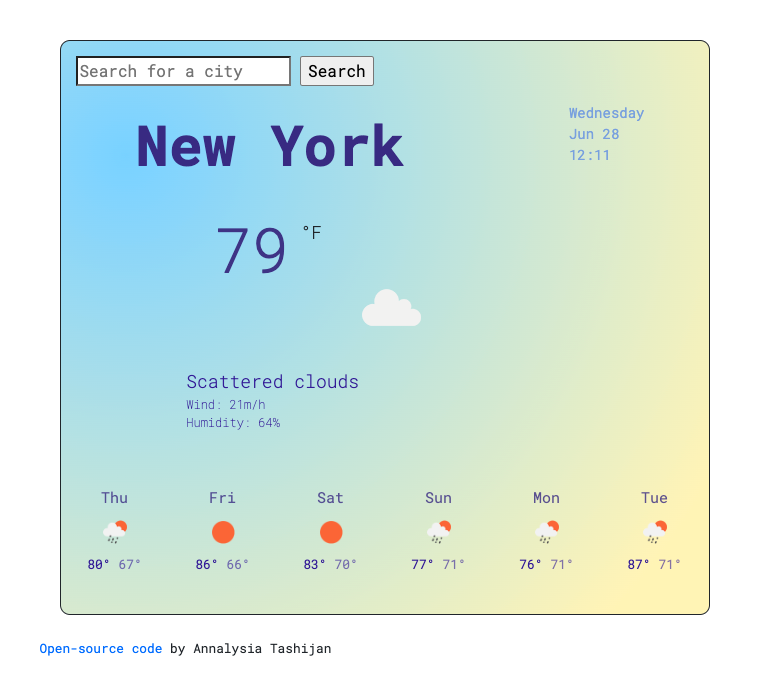 Search for a city Search
New York
Wednesday
Jun 28
12:11
79 °F
Scattered clouds
Wind: 21m/h
Humidity: 64%
Thu Fri Sat Sun Mon Tue
80° 67° 86° 66° 83° 70° 77° 71° 76° 71° 87° 71°
Open-source code by Annalysia Tashijan